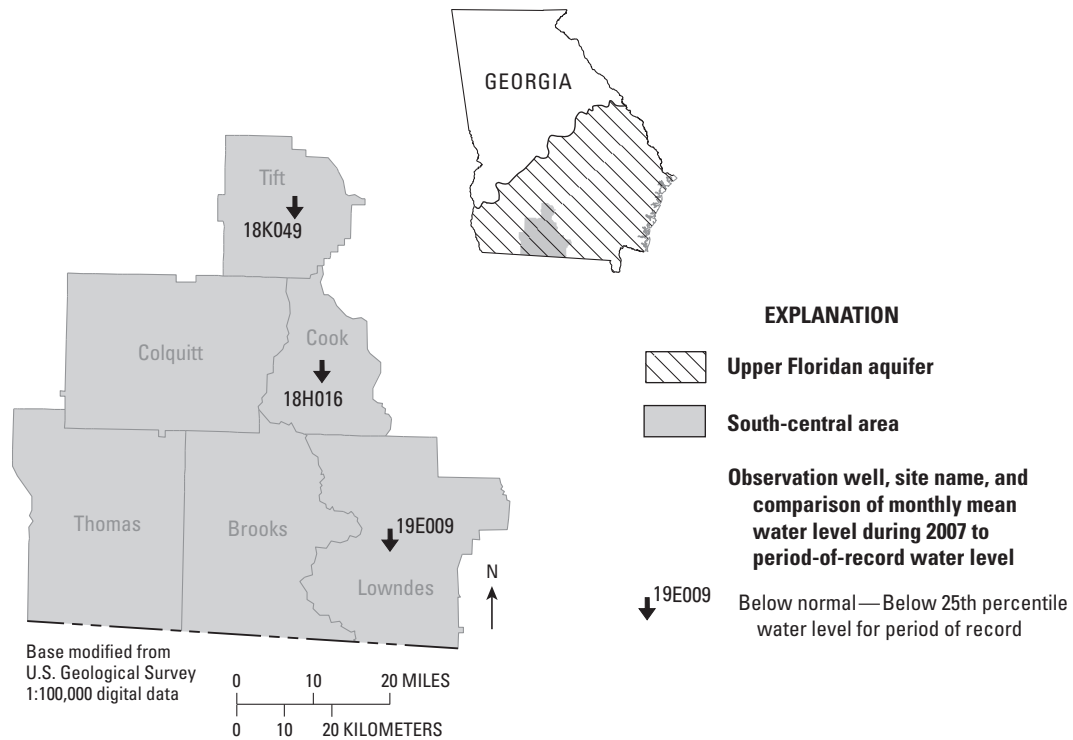 GEORGIA
Tift
18K049
Colquitt
Cook
18H016
Thomas
Brooks
19E009
Lowndes
N
Base modified from
U.S. Geological Survey
1:100,000 digital data
0 10 20 MILES
0 10 20 KILOMETERS
EXPLANATION
Upper Floridan aquifer
South-central area
Observation well, site name, and
comparison of monthly mean
water level during 2007 to
period-of-record water level
19E009 Below normal—Below 25th percentile
water level for period of record